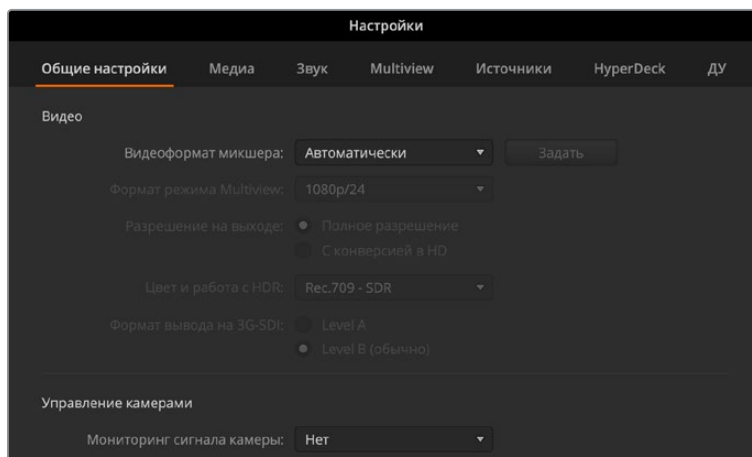 Настройки
Общие настройки Медиа Звук Multiview Источники HyperDeck ДУ
Видео
Видеоформат микшера: Автоматически Задать
Формат режима Multiview: 1080p/24
Разрешение на выходе: Полное разрешение
С конверсией в HD
Цвет и работа с HDR: Rec.709 - SDR
Формат вывода на 3G-SDI: Level A
Level B (обычно)
Управление камерами
Мониторинг сигнала камеры: Нет